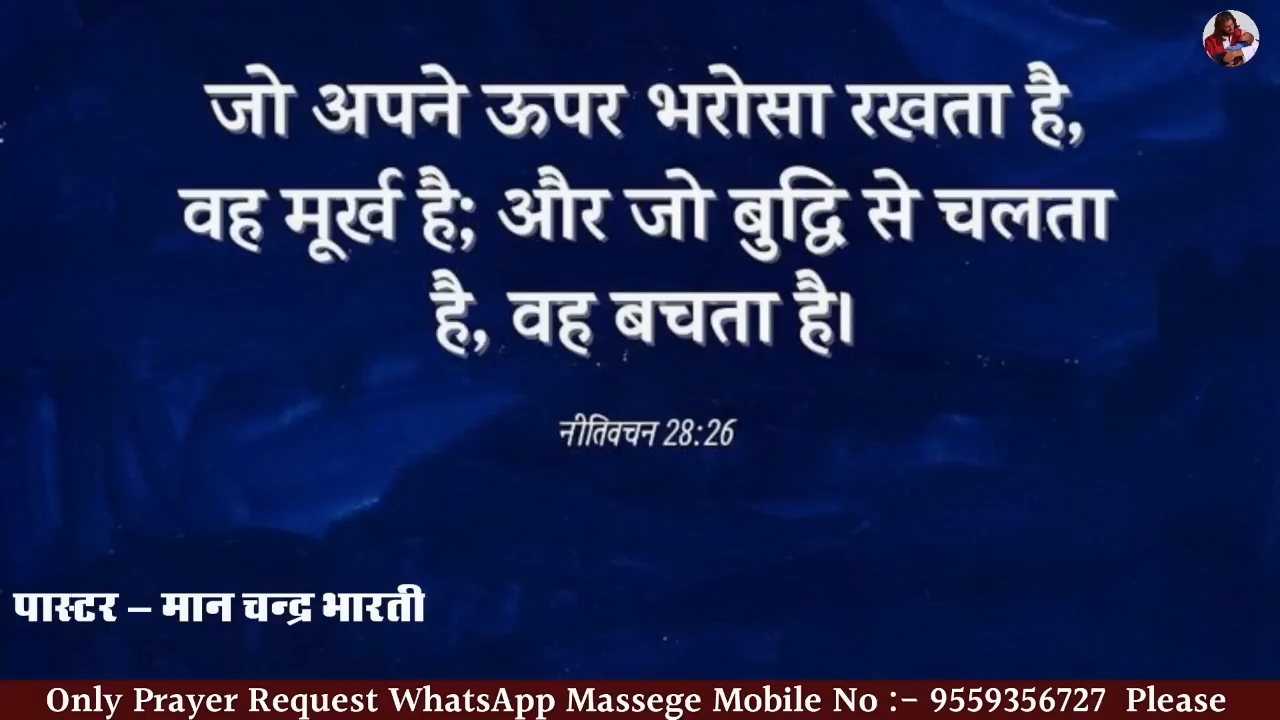 जो अपने ऊपर भरोसा रखता है,
वह मूर्ख है; और जो बुद्धि से चलता
है, वह बचता है।
नीतिवचन 28:26
पास्टर – मान चन्द्र भारती
Only Prayer Request WhatsApp Massege Mobile No :- 9559356727 Please